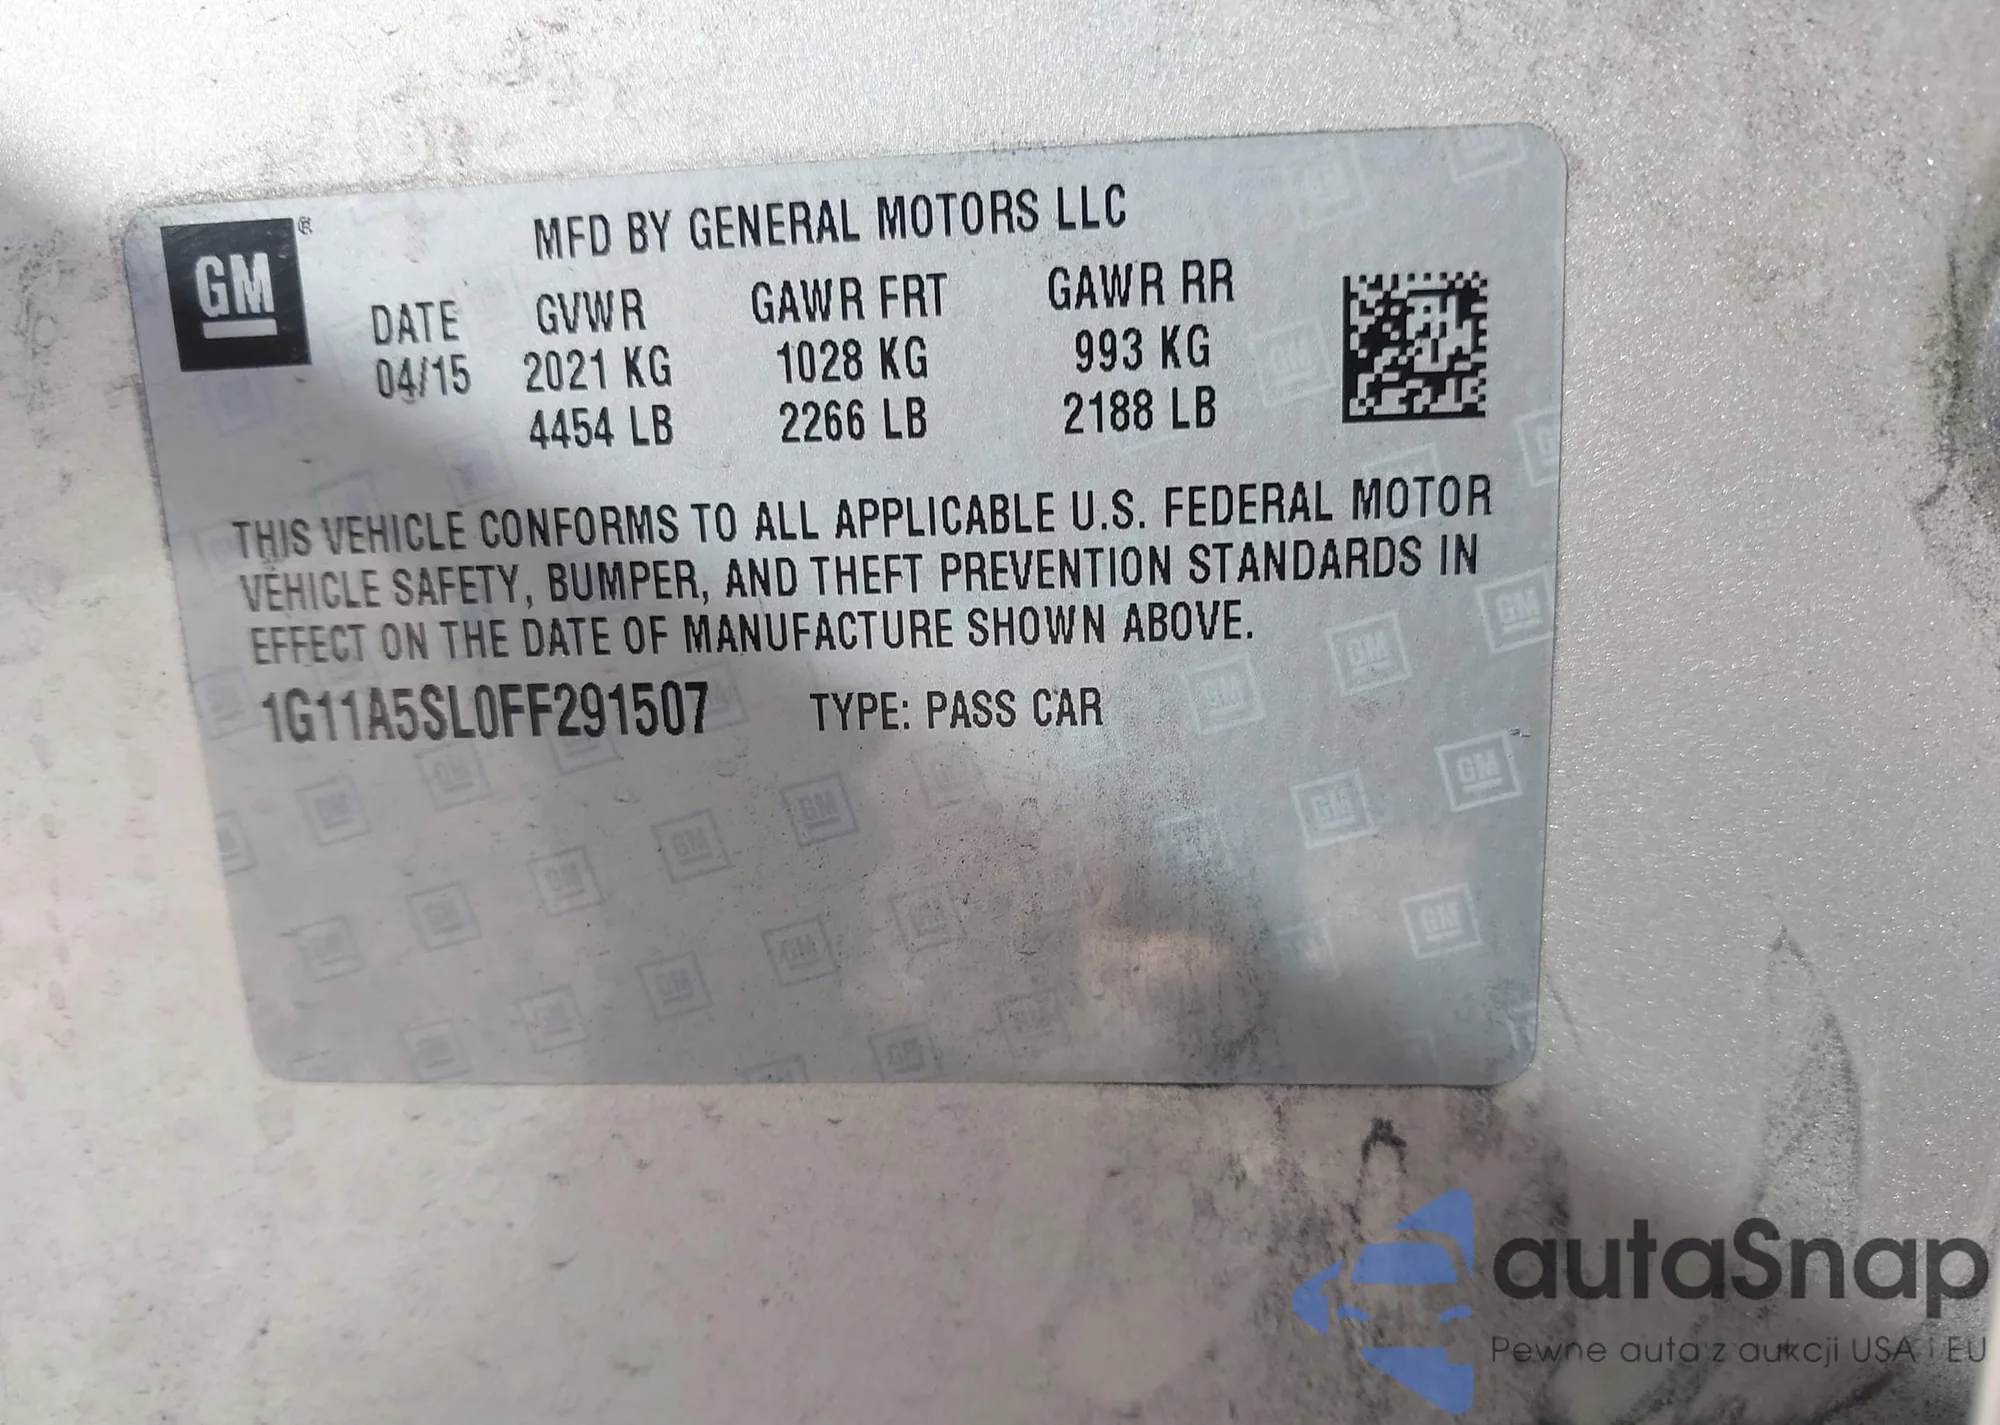 GM ®
MFD BY GENERAL MOTORS LLC
DATE GVWR GAWR FRT GAWR RR
04/15 2021 KG 1028 KG 993 KG
4454 LB 2266 LB 2188 LB
THIS VEHICLE CONFORMS TO ALL APPLICABLE U.S. FEDERAL MOTOR
VEHICLE SAFETY, BUMPER, AND THEFT PREVENTION STANDARDS IN
EFFECT ON THE DATE OF MANUFACTURE SHOWN ABOVE.
1G11A5SL0FF291507 TYPE: PASS CAR
autaSnap
Pewne auta z aukcji USA i EU